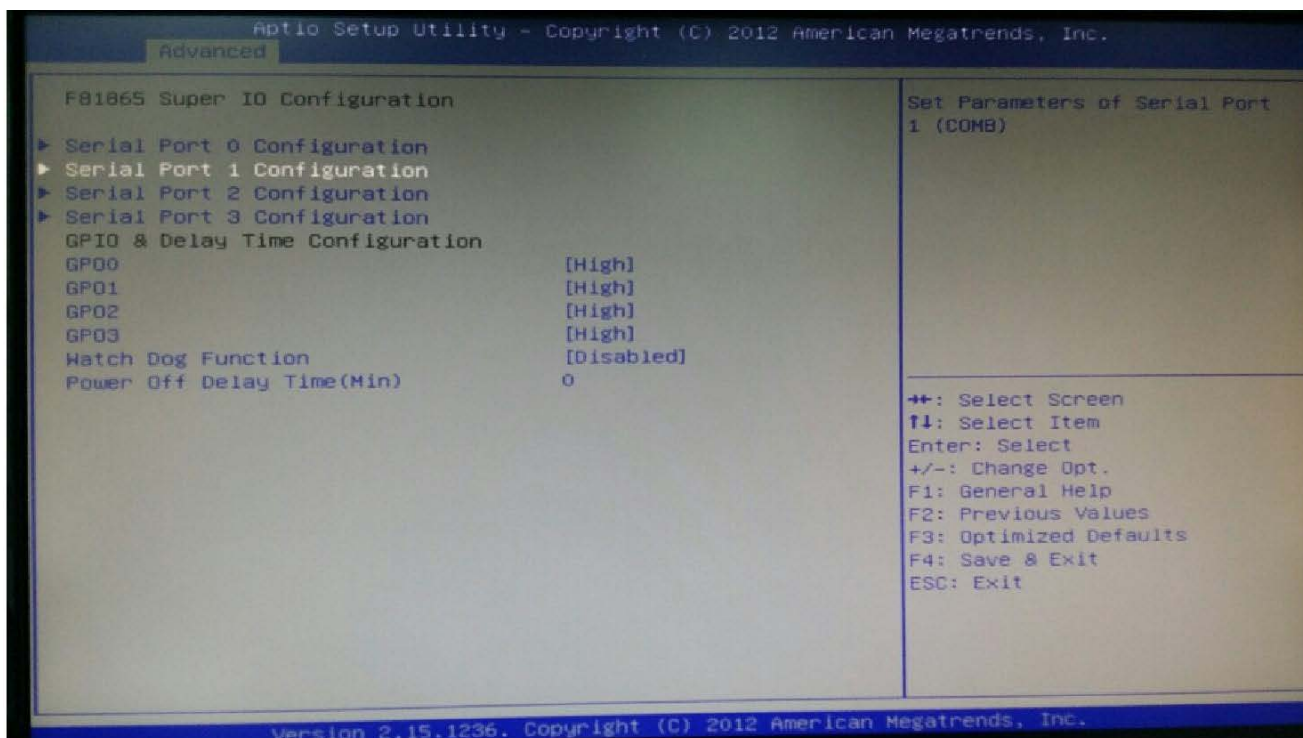 Aptio Setup Utility - Copyright (C) 2012 American Megatrends, Inc.
Advanced
F81865 Super IO Configuration
Serial Port 0 Configuration
Serial Port 1 Configuration
Serial Port 2 Configuration
Serial Port 3 Configuration
GPIO & Delay Time Configuration
GPO0 [High]
GPO1 [High]
GPO2 [High]
GPO3 [High]
Watch Dog Function [Disabled]
Power Off Delay Time(Min) 0
Set Parameters of Serial Port
1 (COMB)
→←: Select Screen
↑↓: Select Item
Enter: Select
+/-: Change Opt.
F1: General Help
F2: Previous Values
F3: Optimized Defaults
F4: Save & Exit
ESC: Exit
Version 2.15.1236. Copyright (C) 2012 American Megatrends, Inc.